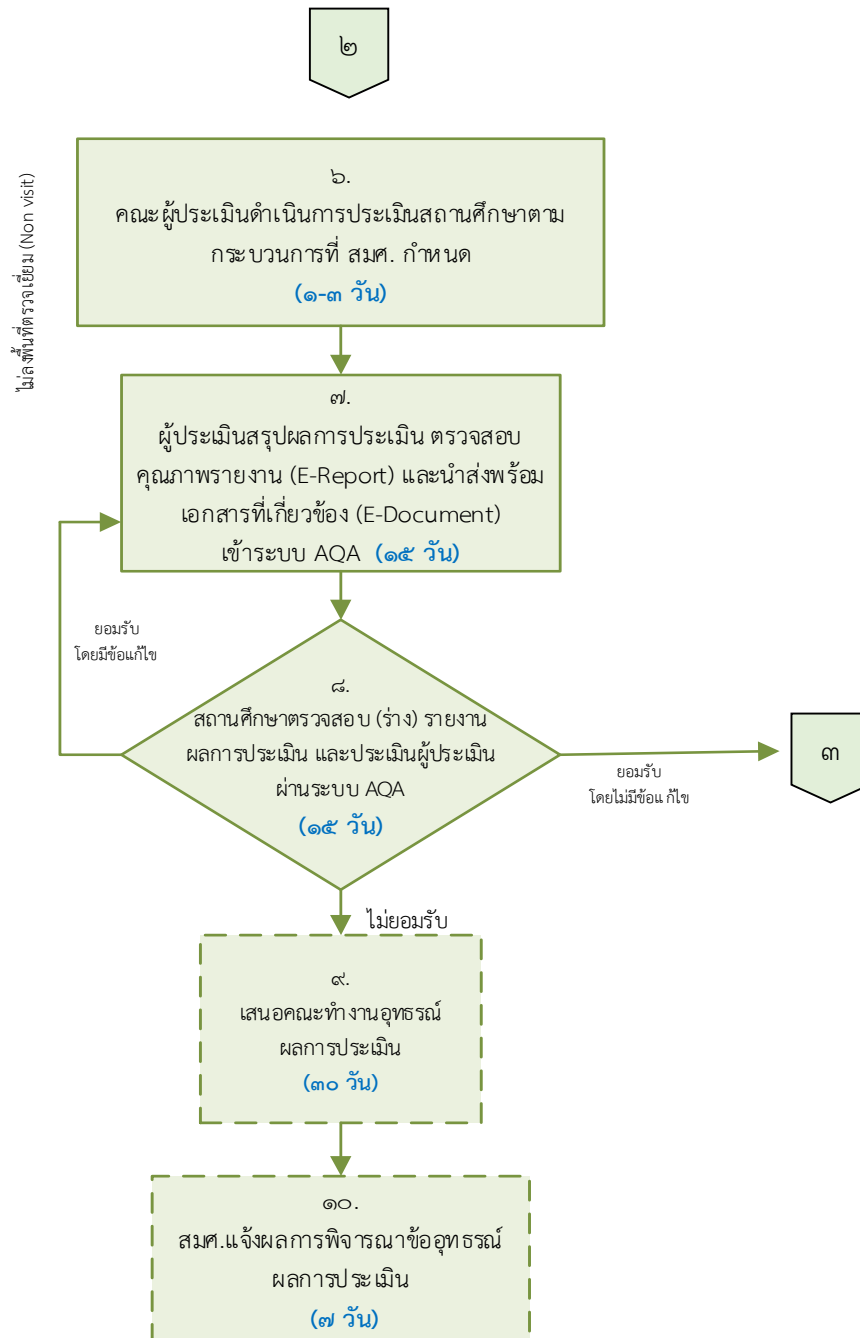 ๒
ไม่ลงพื้นที่ตรวจเยี่ยม (Non visit)
๖.
คณะผู้ประเมินดำเนินการประเมินสถานศึกษาตาม
กระบวนการที่ สมศ. กำหนด
(๑-๓ วัน)
๗.
ผู้ประเมินสรุปผลการประเมิน ตรวจสอบ
คุณภาพรายงาน (E-Report) และนำส่งพร้อม
เอกสารที่เกี่ยวข้อง (E-Document)
เข้าระบบ AQA (๑๕ วัน)
ยอมรับ
โดยมีข้อแก้ไข
๘.
สถานศึกษาตรวจสอบ (ร่าง) รายงาน
ผลการประเมิน และประเมินผู้ประเมิน
ผ่านระบบ AQA
(๑๕ วัน)
ยอมรับ
โดยไม่มีข้อแก้ไข
๓
ไม่ยอมรับ
๙.
เสนอคณะทำงานอุทธรณ์
ผลการประเมิน
(๓๐ วัน)
๑๐.
สมศ.แจ้งผลการพิจารณาข้ออุทธรณ์
ผลการประเมิน
(๗ วัน)